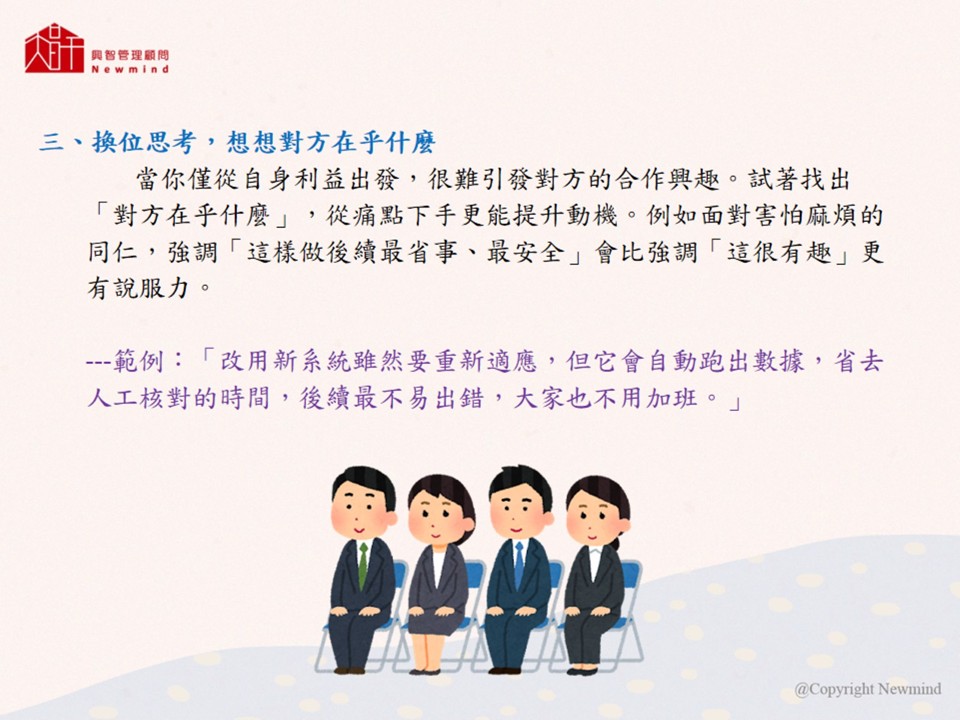 興智管理顧問
Newmind
三、換位思考，想想對方在乎什麼
當你僅從自身利益出發，很難引發對方的合作興趣。試著找出
「對方在乎什麼」，從痛點下手更能提升動機。例如面對害怕麻煩的
同仁，強調「這樣做後續最省事、最安全」會比強調「這很有趣」更
有說服力。
---範例：「改用新系統雖然要重新適應，但它會自動跑出數據，省去
人工核對的時間，後續最不易出錯，大家也不用加班。」
@Copyright Newmind